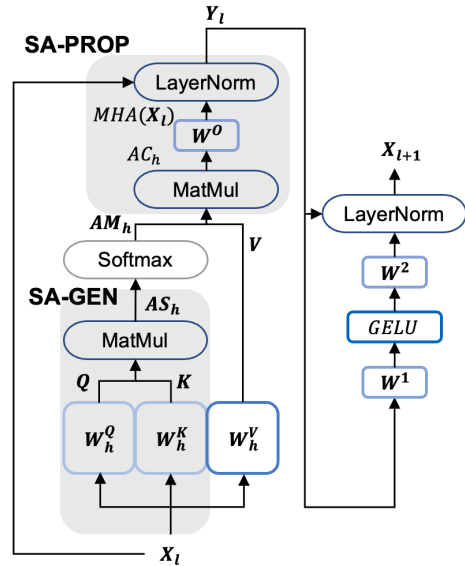 Y_l
SA-PROP
LayerNorm
MHA(X_l)
W^O
AC_h
MatMul
AM_h
V
Softmax
SA-GEN
AS_h
MatMul
Q
K
W_h^Q
W_h^K
W_h^V
X_l
X_{l+1}
LayerNorm
W^2
GELU
W^1